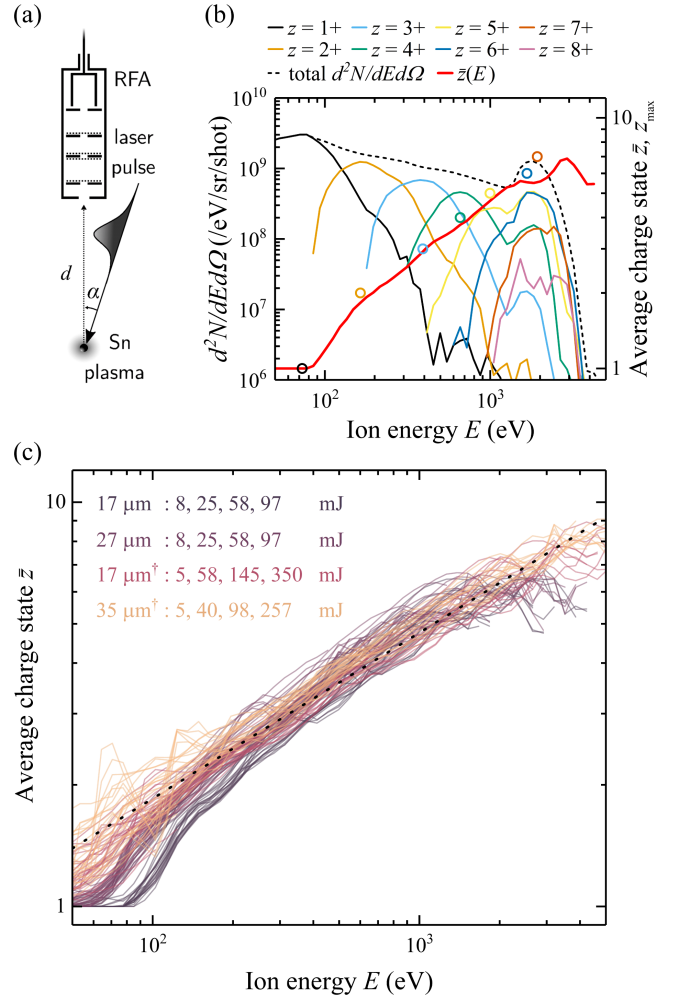 (a)
RFA
laser
pulse
d
α
Sn
plasma
(b)
z = 1+ z = 3+ z = 5+ z = 7+
z = 2+ z = 4+ z = 6+ z = 8+
total d²N/dEdΩ z̄(E)
10¹⁰
10⁹
10⁸
10⁷
10⁶
d²N/dEdΩ (/eV/sr/shot)
10
1
Average charge state z̄, z_max
10² 10³
Ion energy E (eV)
(c)
17 μm : 8, 25, 58, 97 mJ
27 μm : 8, 25, 58, 97 mJ
17 μm† : 5, 58, 145, 350 mJ
35 μm† : 5, 40, 98, 257 mJ
10
1
Average charge state z̄
10² 10³
Ion energy E (eV)